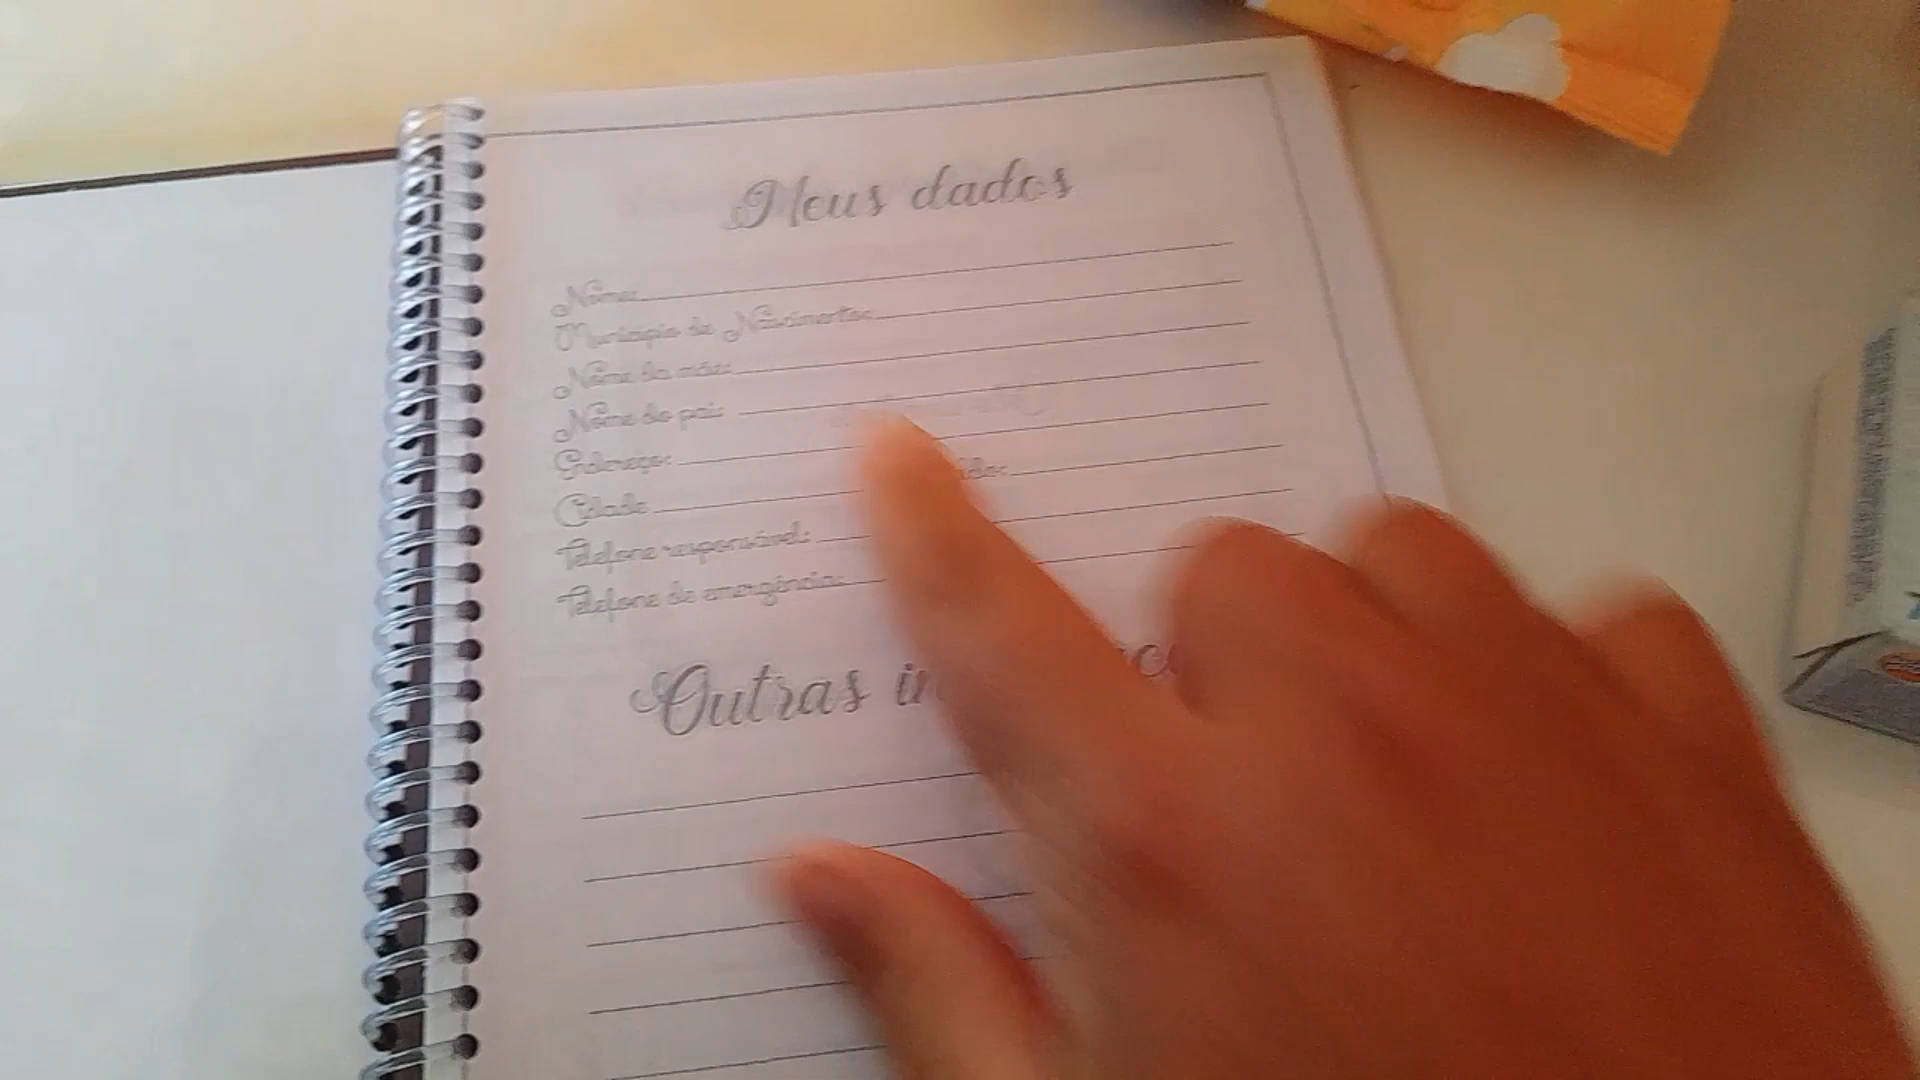 Meus dados
Nome:
Município de Nascimento:
Nome da mãe:
Nome do pai:
Endereço:
Cidade
Telefone responsável:
Telefone de emergência:
Outras